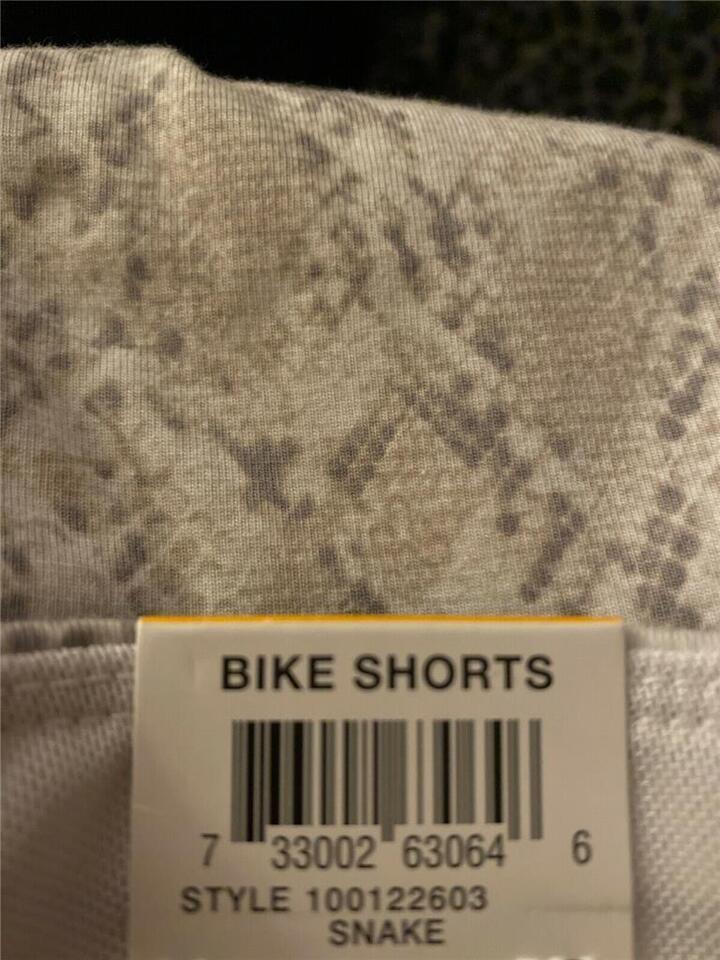 BIKE SHORTS
7 33002 63064 6
STYLE 100122603
SNAKE